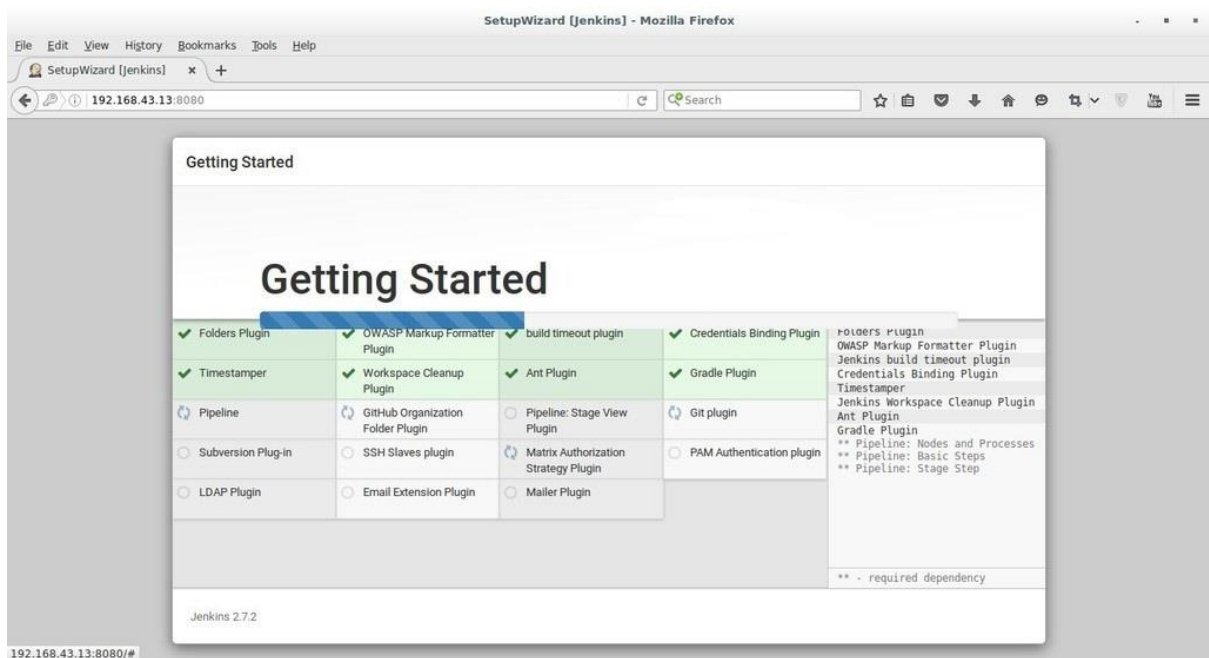 SetupWizard [Jenkins] - Mozilla Firefox
File Edit View History Bookmarks Tools Help
SetupWizard [Jenkins]
192.168.43.13:8080
Search
You
Getting Started
Getting Started
Folders Plugin
OWASP Markup Formatter Plugin
build timeout plugin
Credentials Binding Plugin
Timestamper
Workspace Cleanup Plugin
Ant Plugin
Gradle Plugin
Pipeline
GitHub Organization Folder Plugin
Pipeline: Stage View Plugin
Git plugin
Subversion Plug-in
SSH Slaves plugin
Matrix Authorization Strategy Plugin
PAM Authentication plugin
LDAP Plugin
Email Extension Plugin
Mailer Plugin
Folders Plugin
OWASP Markup Formatter Plugin
Jenkins build timeout plugin
Credentials Binding Plugin
Timestamper
Jenkins Workspace Cleanup Plugin
Ant Plugin
Gradle Plugin
** Pipeline: Nodes and Processes
** Pipeline: Basic Steps
** Pipeline: Stage Step
** - required dependency
Jenkins 2.7.2
192.168.43.13:8080/#